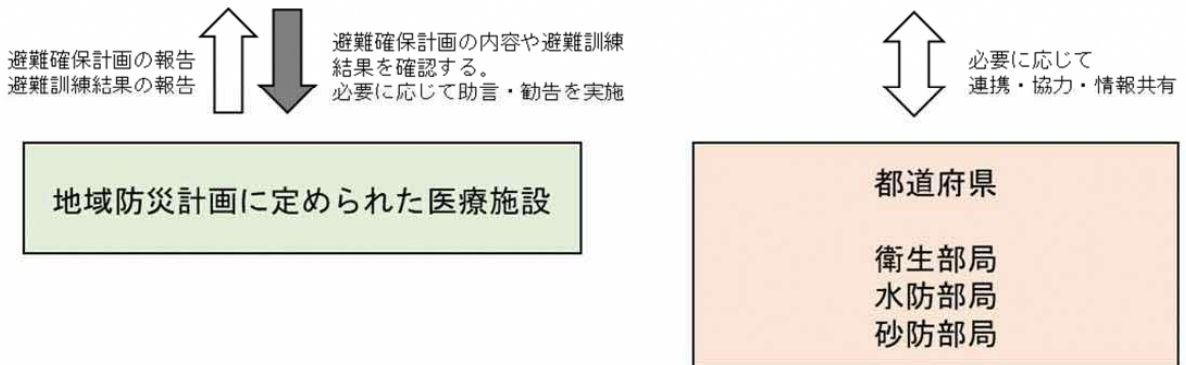 避難確保計画の報告
避難訓練結果の報告
避難確保計画の内容や避難訓練
結果を確認する。
必要に応じて助言・勧告を実施
必要に応じて
連携・協力・情報共有
地域防災計画に定められた医療施設
都道府県
衛生部局
水防部局
砂防部局